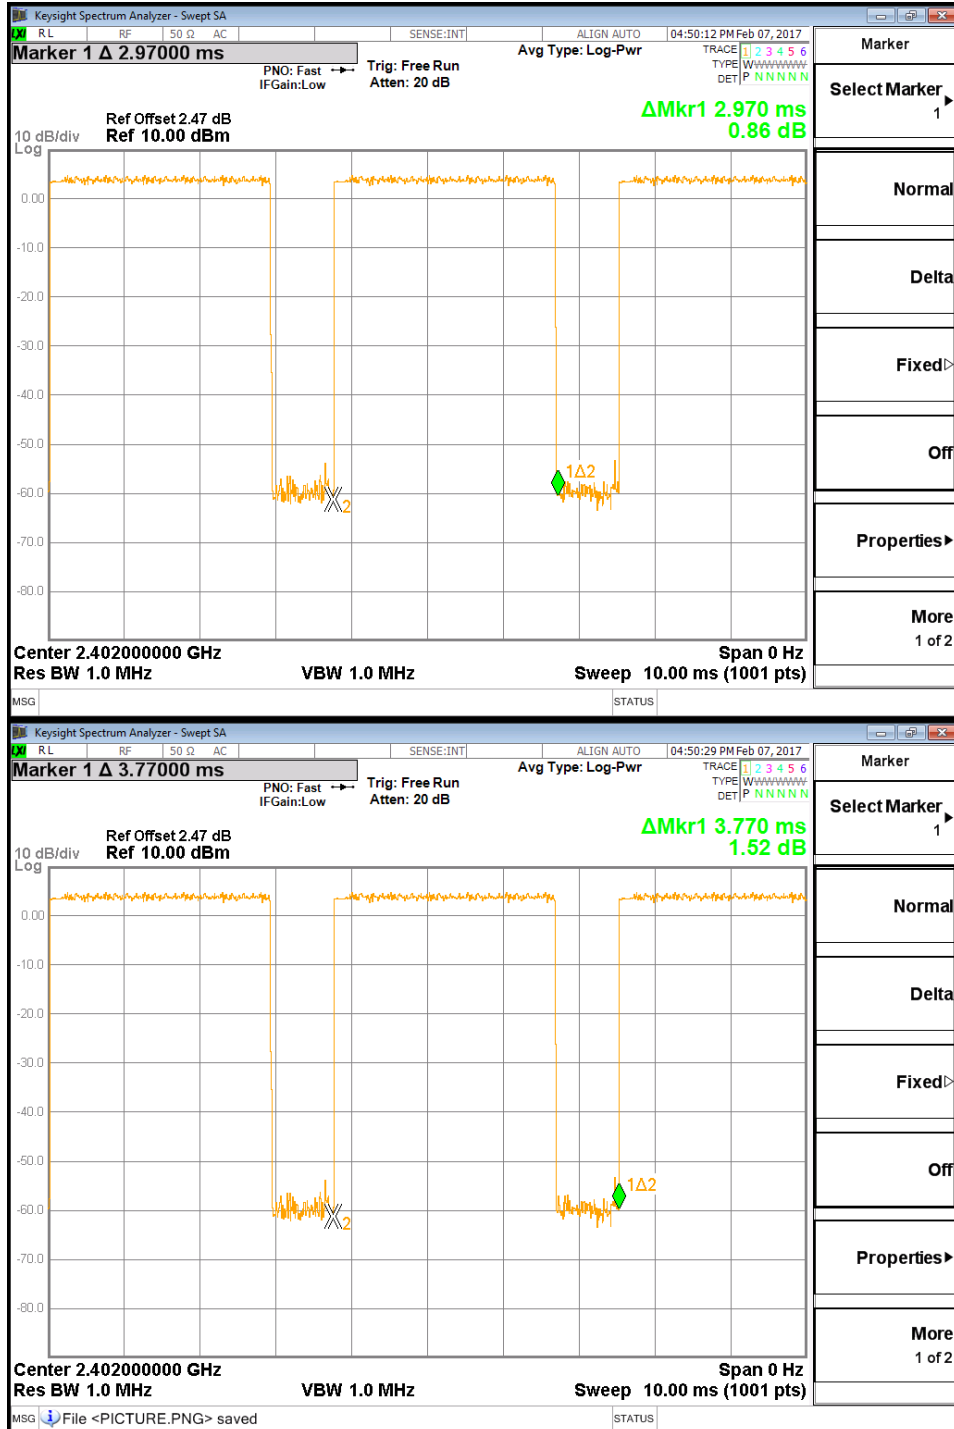 Keysight Spectrum Analyzer - Swept SA
LXI RL RF 50 Ω AC SENSE:INT ALIGN AUTO 04:50:12 PM Feb 07, 2017
Marker 1 Δ 2.97000 ms
PNO: Fast
IFGain:Low
Trig: Free Run
Atten: 20 dB
Avg Type: Log-Pwr
TRACE 1 2 3 4 5 6
TYPE WWWWWW
DET P N N N N N
ΔMkr1 2.970 ms
0.86 dB
Ref Offset 2.47 dB
10 dB/div Ref 10.00 dBm
Log
0.00
-10.0
-20.0
-30.0
-40.0
-50.0
-60.0
-70.0
-80.0
1Δ2
2
Center 2.402000000 GHz Span 0 Hz
Res BW 1.0 MHz VBW 1.0 MHz Sweep 10.00 ms (1001 pts)
MSG STATUS
Marker
Select Marker
1
Normal
Delta
Fixed
Off
Properties
More
1 of 2
Keysight Spectrum Analyzer - Swept SA
LXI RL RF 50 Ω AC SENSE:INT ALIGN AUTO 04:50:29 PM Feb 07, 2017
Marker 1 Δ 3.77000 ms
PNO: Fast
IFGain:Low
Trig: Free Run
Atten: 20 dB
Avg Type: Log-Pwr
TRACE 1 2 3 4 5 6
TYPE WWWWWW
DET P N N N N N
ΔMkr1 3.770 ms
1.52 dB
Ref Offset 2.47 dB
10 dB/div Ref 10.00 dBm
Log
0.00
-10.0
-20.0
-30.0
-40.0
-50.0
-60.0
-70.0
-80.0
1Δ2
2
Center 2.402000000 GHz Span 0 Hz
Res BW 1.0 MHz VBW 1.0 MHz Sweep 10.00 ms (1001 pts)
MSG File <PICTURE.PNG> saved STATUS
Marker
Select Marker
1
Normal
Delta
Fixed
Off
Properties
More
1 of 2